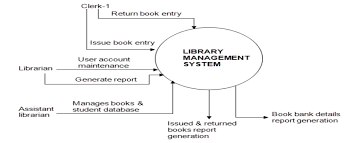 Clerk-1
Return book entry
Issue book entry
LIBRARY
MANAGEMENT
SYSTEM
User account
maintenance
Librarian
Generate report
Manages books &
student database
Assistant
librarian
Issued & returned
books report
generation
Book bank details
report generation